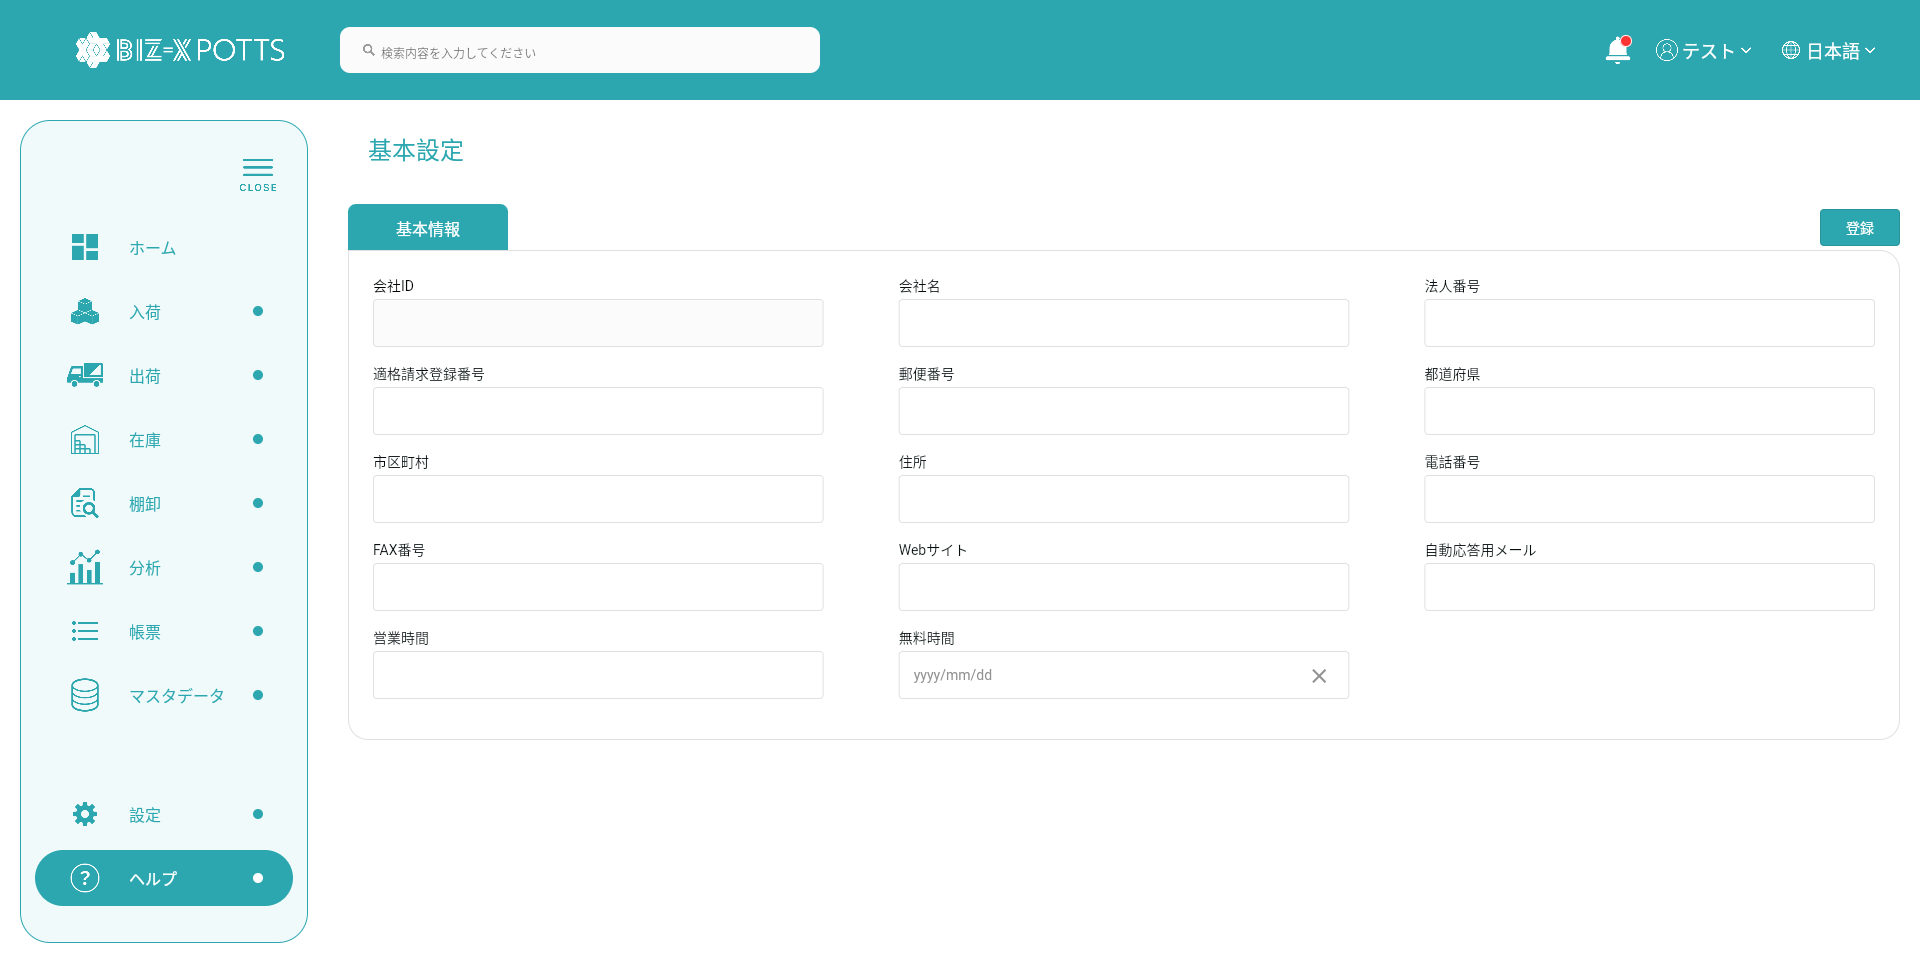 BIZ-X POTTS
検索内容を入力してください
テスト
日本語
CLOSE
ホーム
入荷
出荷
在庫
棚卸
分析
帳票
マスタデータ
設定
?
ヘルプ
基本設定
基本情報
登録
会社ID
会社名
法人番号
適格請求登録番号
郵便番号
都道府県
市区町村
住所
電話番号
FAX番号
Webサイト
自動応答用メール
営業時間
無料時間
yyyy/mm/dd